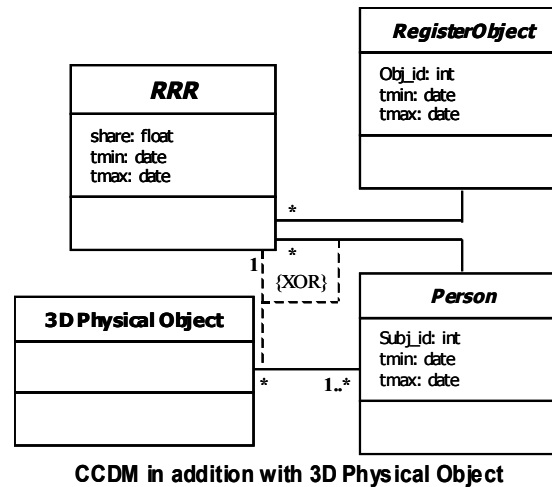 RegisterObject
Obj_id: int
tmin: date
tmax: date
RRR
share: float
tmin: date
tmax: date
*
*
1
{XOR}
3D Physical Object
Person
Subj_id: int
tmin: date
tmax: date
*
1..*
CCDM in addition with 3D Physical Object